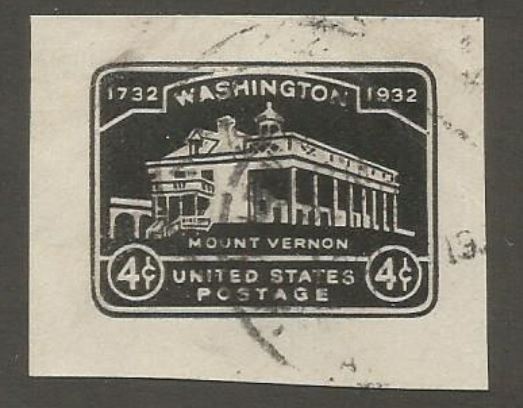 1732 WASHINGTON 1932
MOUNT VERNON
4¢ UNITED STATES 4¢
POSTAGE